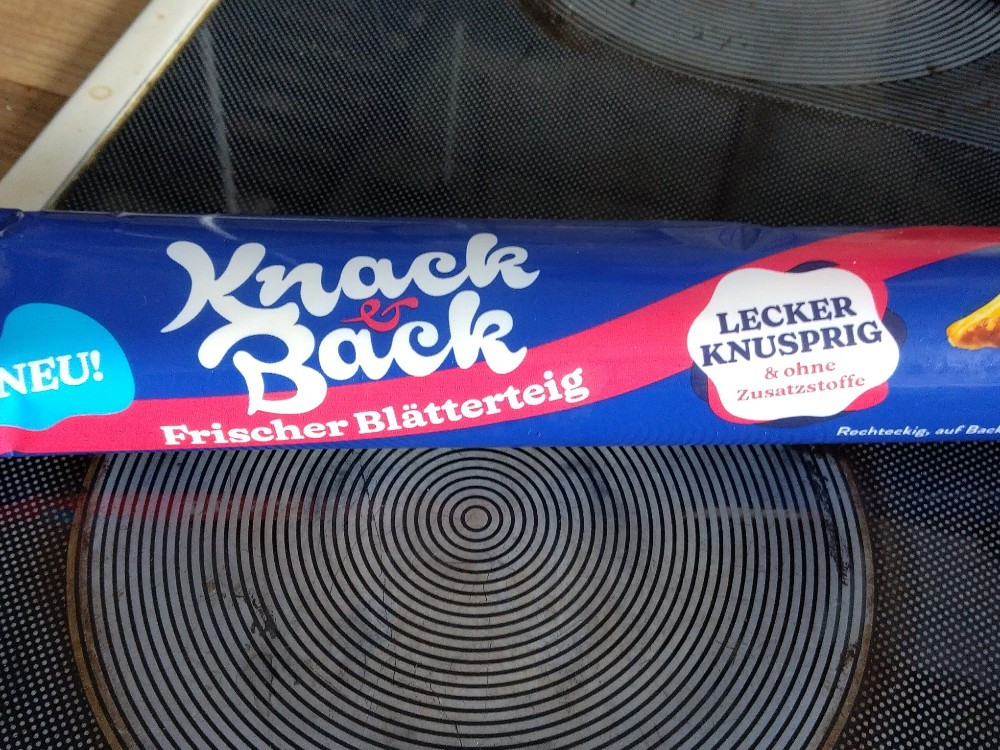 NEU!
Knack
&
Back
Frischer Blätterteig
LECKER
KNUSPRIG
& ohne
Zusatzstoffe
Rechteckig, auf Back